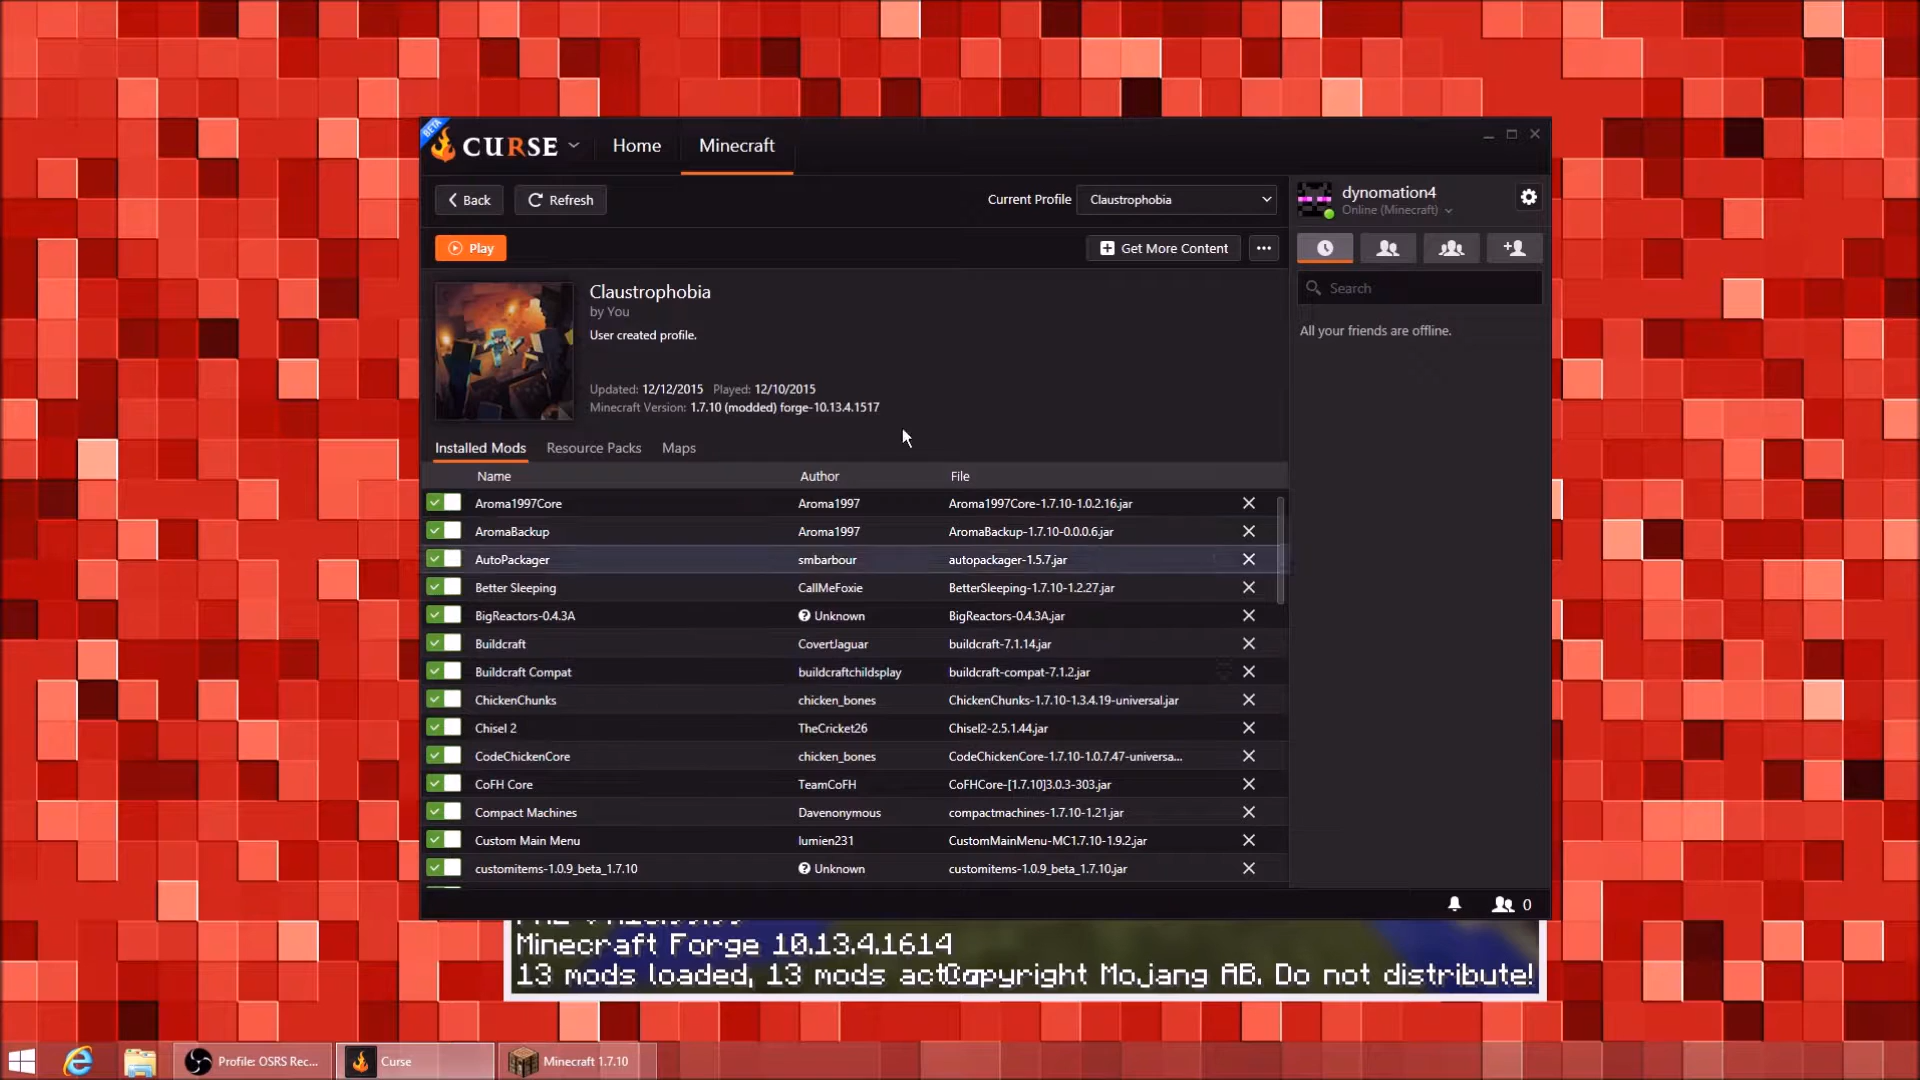 BETA
CURSE Home Minecraft
Back Refresh Current Profile Claustrophobia
Play Get More Content
Claustrophobia
by You
User created profile.
Updated: 12/12/2015 Played: 12/10/2015
Minecraft Version: 1.7.10 (modded) forge-10.13.4.1517
Installed Mods Resource Packs Maps
Name Author File
Aroma1997Core Aroma1997 Aroma1997Core-1.7.10-1.0.2.16.jar
AromaBackup Aroma1997 AromaBackup-1.7.10-0.0.0.6.jar
AutoPackager smbarbour autopackager-1.5.7.jar
Better Sleeping CallMeFoxie BetterSleeping-1.7.10-1.2.27.jar
BigReactors-0.4.3A Unknown BigReactors-0.4.3A.jar
Buildcraft CovertJaguar buildcraft-7.1.14.jar
Buildcraft Compat buildcraftchildsplay buildcraft-compat-7.1.2.jar
ChickenChunks chicken_bones ChickenChunks-1.7.10-1.3.4.19-universal.jar
Chisel 2 TheCricket26 Chisel2-2.5.1.44.jar
CodeChickenCore chicken_bones CodeChickenCore-1.7.10-1.0.7.47-universa...
CoFH Core TeamCoFH CoFHCore-[1.7.10]3.0.3-303.jar
Compact Machines Davenonymous compactmachines-1.7.10-1.21.jar
Custom Main Menu lumien231 CustomMainMenu-MC1.7.10-1.9.2.jar
customitems-1.0.9_beta_1.7.10 Unknown customitems-1.0.9_beta_1.7.10.jar
dynomation4
Online (Minecraft)
Search
All your friends are offline.
0
Minecraft Forge 10.13.4.1614
13 mods loaded, 13 mods act Copyright Mojang AB. Do not distribute!
Profile: OSRS Rec... Curse Minecraft 1.7.10